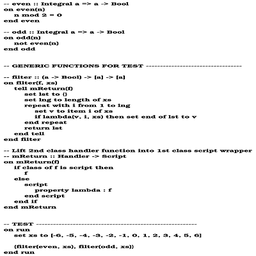 -- even :: Integral a => a -> Bool
on even(n)
n mod 2 = 0
end even
-- odd :: Integral a => a -> Bool
on odd(n)
not even(n)
end odd
-- GENERIC FUNCTIONS FOR TEST ----------------------------------
-- filter :: (a -> Bool) -> [a] -> [a]
on filter(f, xs)
tell mReturn(f)
set lst to {}
set lng to length of xs
repeat with i from 1 to lng
set v to item i of xs
if lambda(v, i, xs) then set end of lst to v
end repeat
return lst
end tell
end filter
-- Lift 2nd class handler function into 1st class script wrapper
-- mReturn :: Handler -> Script
on mReturn(f)
if class of f is script then
f
else
script
property lambda : f
end script
end if
end mReturn
-- TEST ---------------------------------------------------------
on run
set xs to {-6, -5, -4, -3, -2, -1, 0, 1, 2, 3, 4, 5, 6}
{filter(even, xs), filter(odd, xs)}
end run